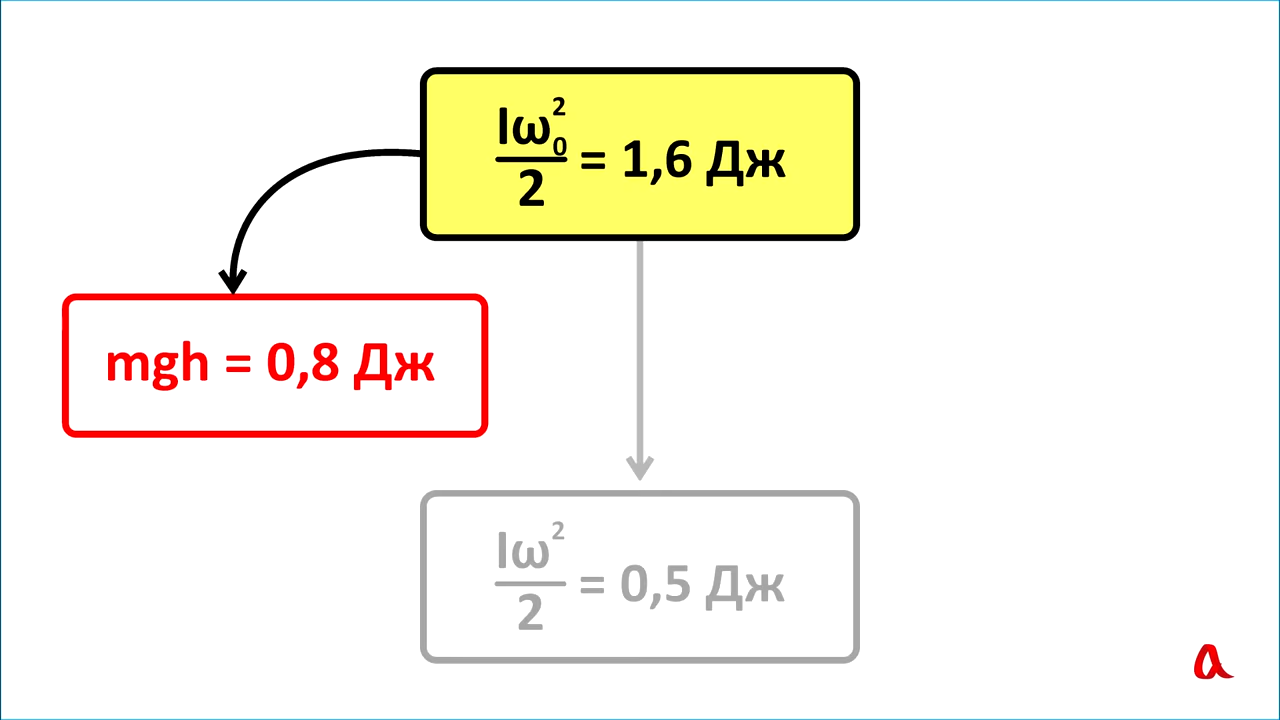 Iω₀²/2 = 1,6 Дж
mgh = 0,8 Дж
Iω²/2 = 0,5 Дж
a